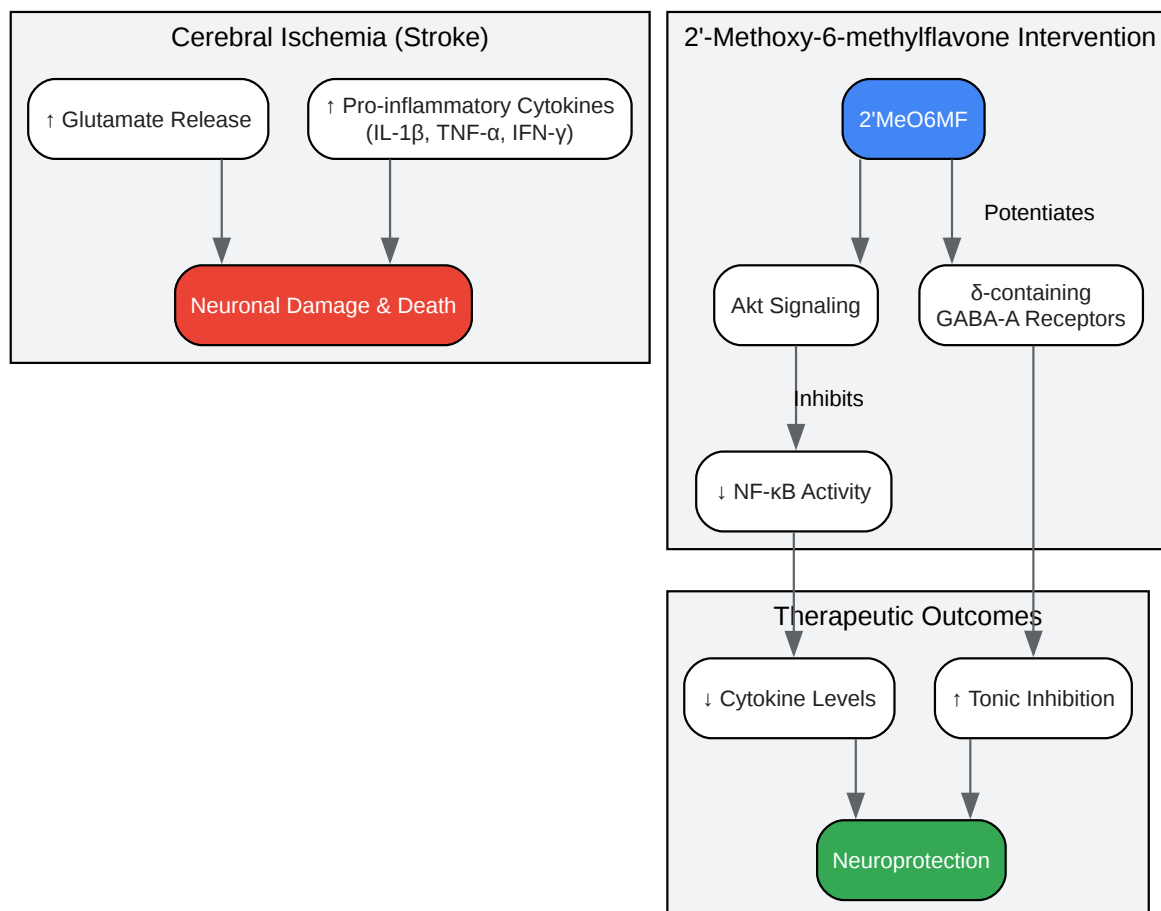 Cerebral Ischemia (Stroke)
↑ Glutamate Release
↑ Pro-inflammatory Cytokines
(IL-1β, TNF-α, IFN-γ)
Neuronal Damage & Death
2'-Methoxy-6-methylflavone Intervention
2'MeO6MF
Potentiates
Akt Signaling
δ-containing
GABA-A Receptors
Inhibits
↓ NF-κB Activity
Therapeutic Outcomes
↓ Cytokine Levels
↑ Tonic Inhibition
Neuroprotection